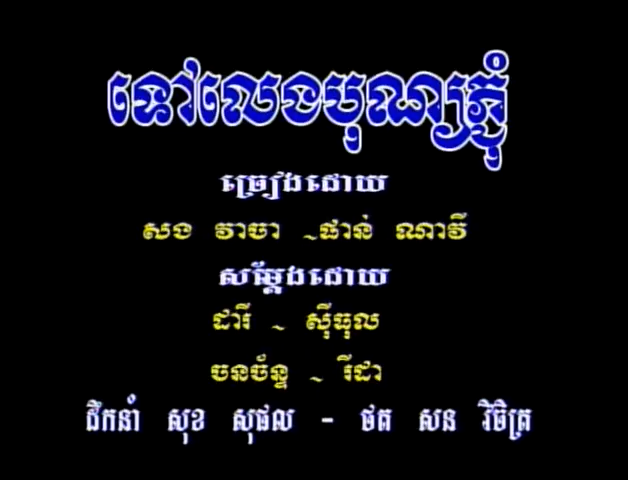 ទៅលេងបុណ្យភ្ជុំ
ច្រៀងដោយ
សង វាចា ~ ផាន់ ណាវី
សម្ដែងដោយ
ដារី ~ ស៊ីធុល
ចនច័ន្ទ ~ រីដា
ដឹកនាំ សុខ សុផល - ថត សន វិចិត្រ